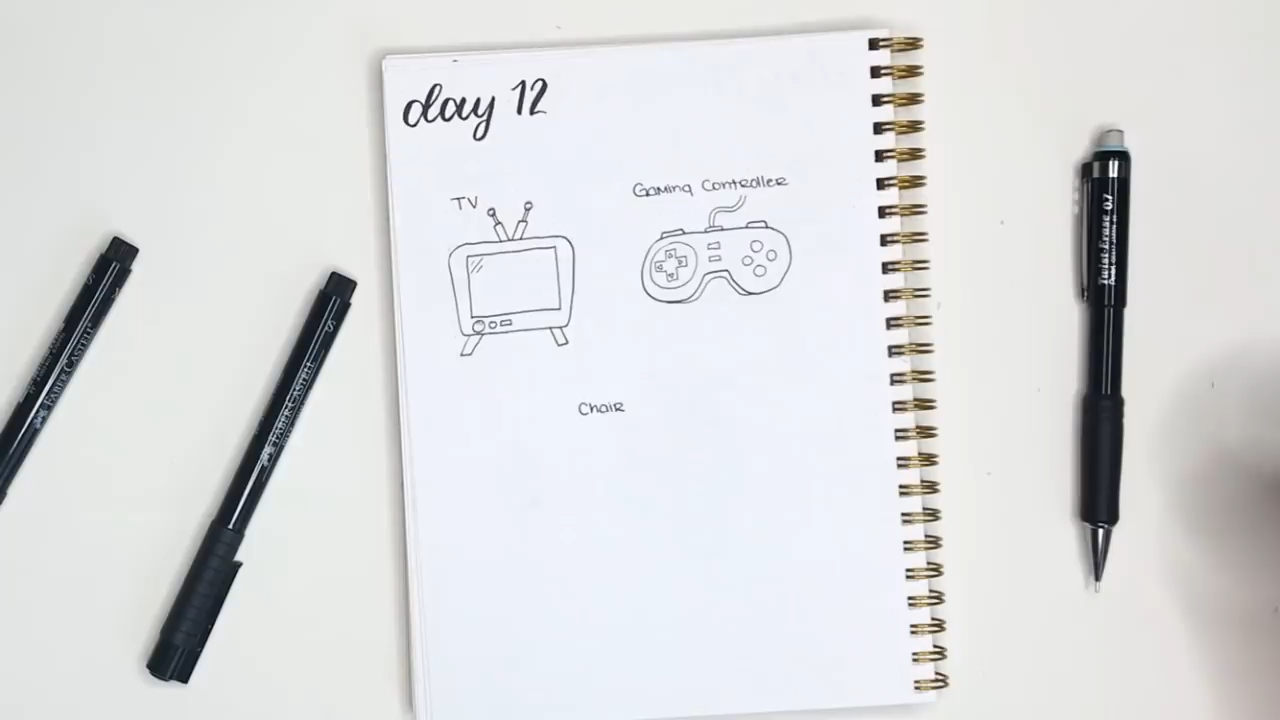 day 12
TV
Gaming Controller
Chair
FABER-CASTELL
FABER-CASTELL
Twist-Erase 0.7